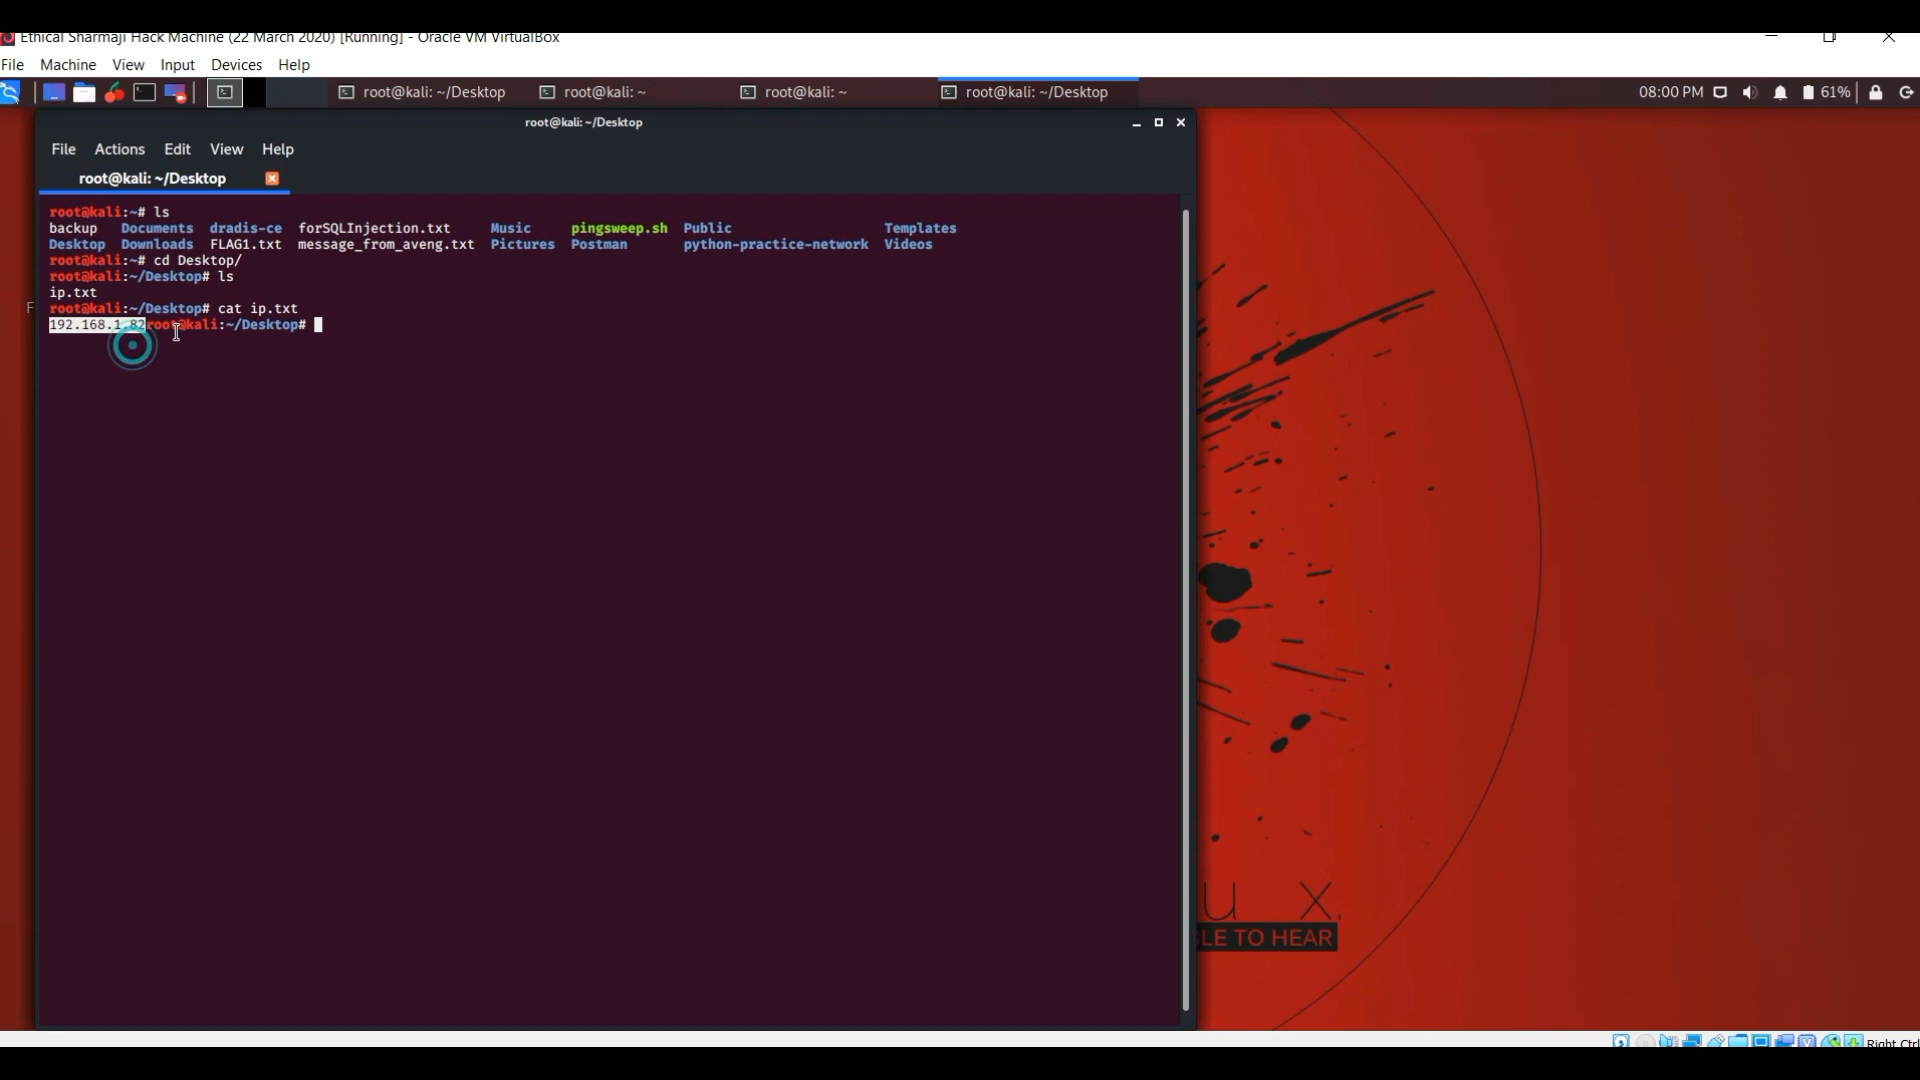 Ethical Sharmaji Hack Machine (22 March 2020) [Running] - Oracle VM VirtualBox
File Machine View Input Devices Help
root@kali: ~/Desktop root@kali: ~ root@kali: ~ root@kali: ~/Desktop 08:00 PM 61%
root@kali: ~/Desktop
File Actions Edit View Help
root@kali: ~/Desktop
root@kali:~# ls
backup Documents dradis-ce forSQLInjection.txt Music pingsweep.sh Public Templates
Desktop Downloads FLAG1.txt message_from_aveng.txt Pictures Postman python-practice-network Videos
root@kali:~# cd Desktop/
root@kali:~/Desktop# ls
ip.txt
root@kali:~/Desktop# cat ip.txt
192.168.1.82root@kali:~/Desktop#
F
u x
LE TO HEAR
Right Ctrl